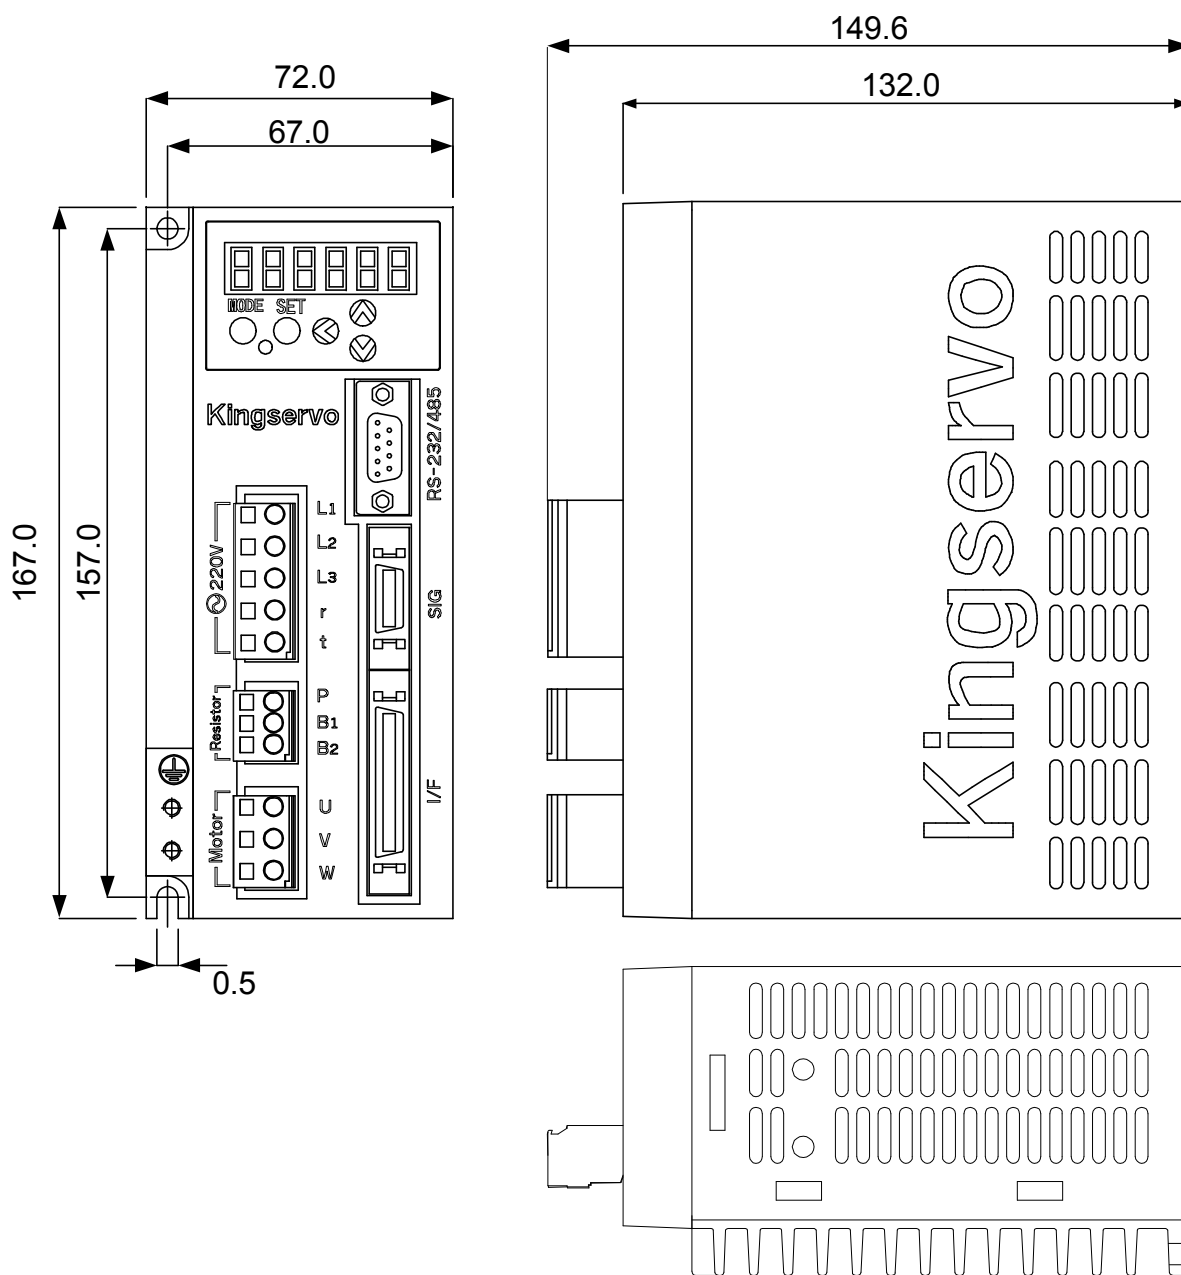 149.6
72.0
132.0
67.0
MODE SET
Kingservo
RS-232/485
L1
L2
L3
r
t
220V
SIG
167.0
157.0
Resistor
P
B1
B2
I/F
Motor
U
V
W
0.5
Kingservo